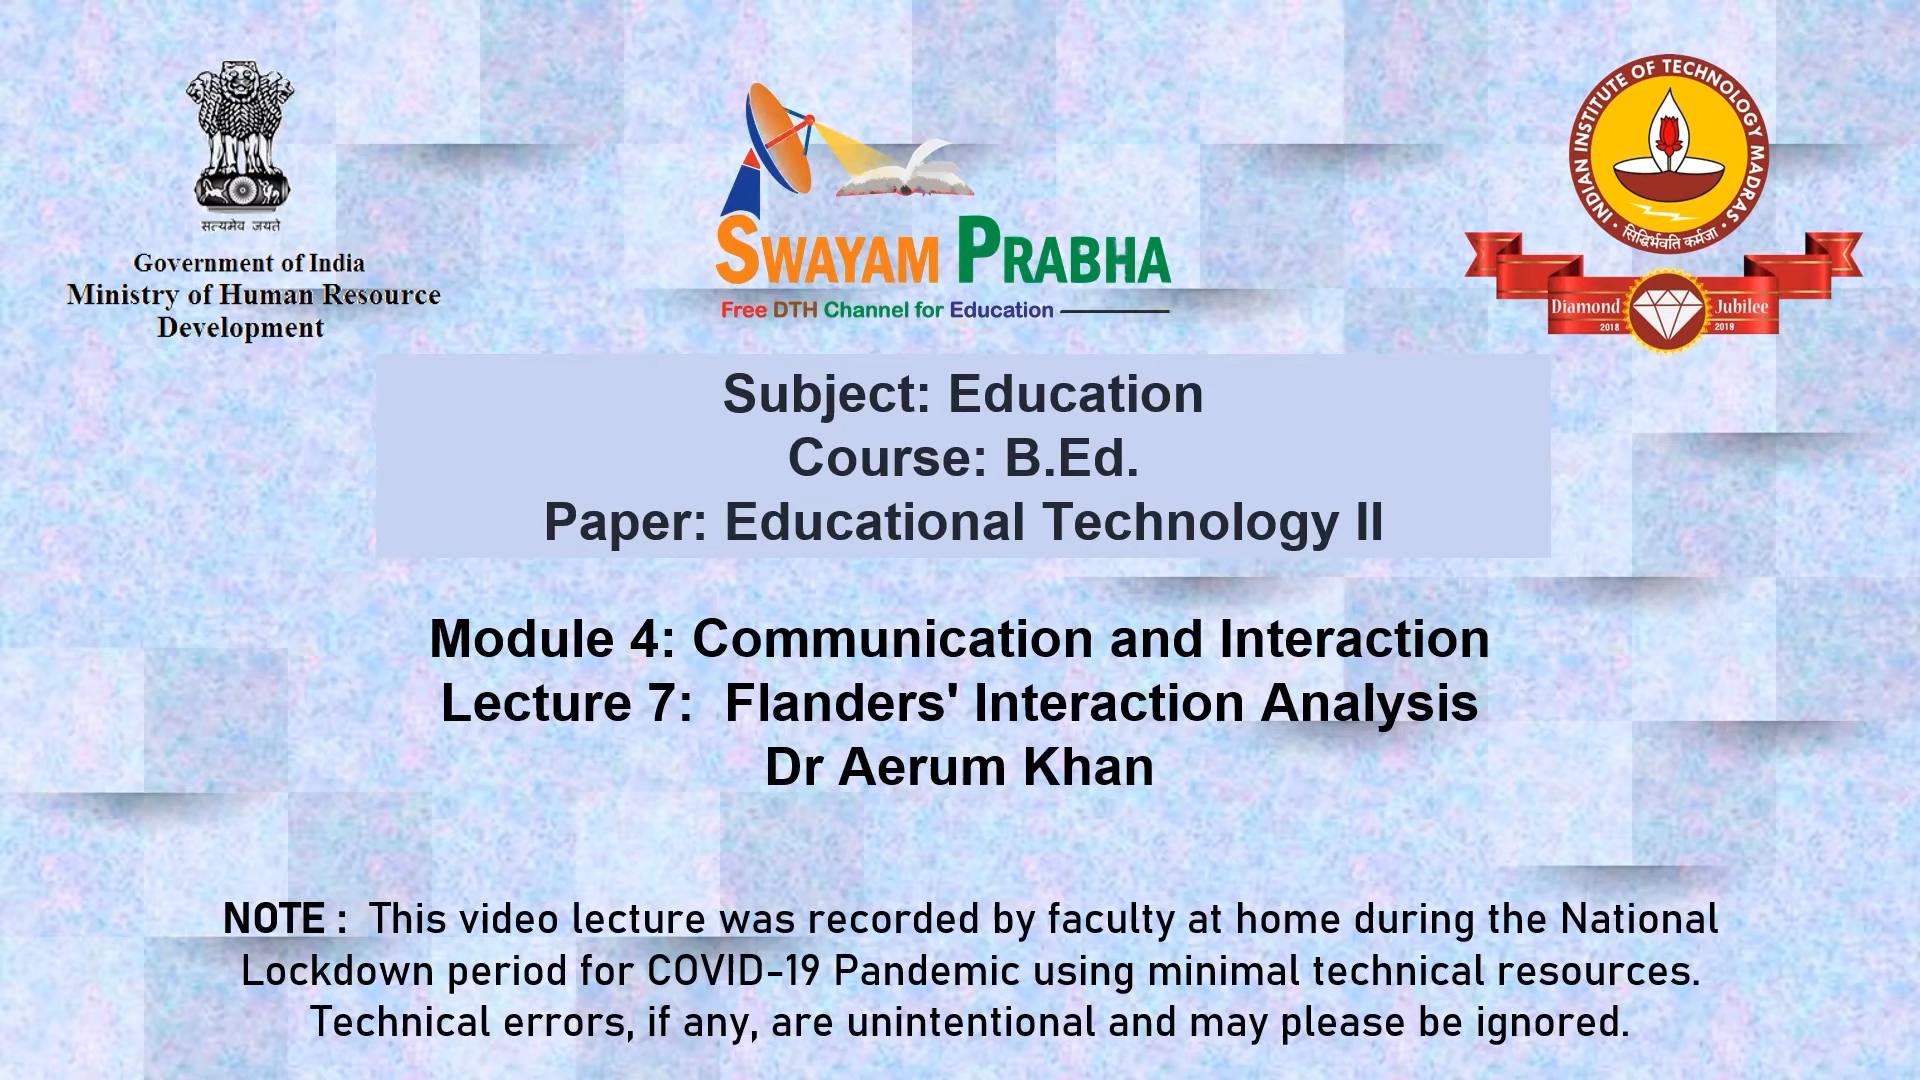 सत्यमेव जयते
Government of India
Ministry of Human Resource
Development
SWAYAM PRABHA
Free DTH Channel for Education
INDIAN INSTITUTE OF TECHNOLOGY MADRAS
सिद्धिर्भवति कर्मजा
Diamond Jubilee
2018 2019
Subject: Education
Course: B.Ed.
Paper: Educational Technology II
Module 4: Communication and Interaction
Lecture 7: Flanders' Interaction Analysis
Dr Aerum Khan
NOTE : This video lecture was recorded by faculty at home during the National
Lockdown period for COVID-19 Pandemic using minimal technical resources.
Technical errors, if any, are unintentional and may please be ignored.